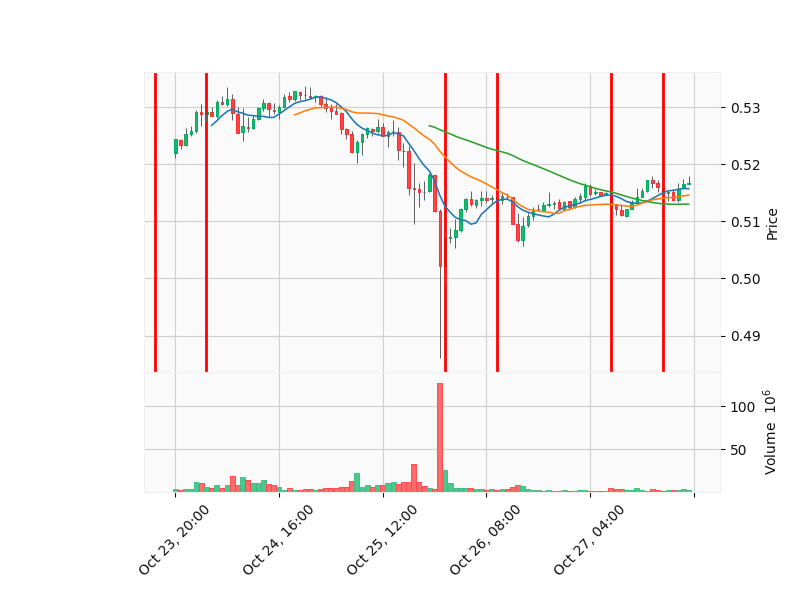 0.53
0.52
0.51
0.50
0.49
Price
100
50
Volume 10^6
Oct 23, 20:00
Oct 24, 16:00
Oct 25, 12:00
Oct 26, 08:00
Oct 27, 04:00